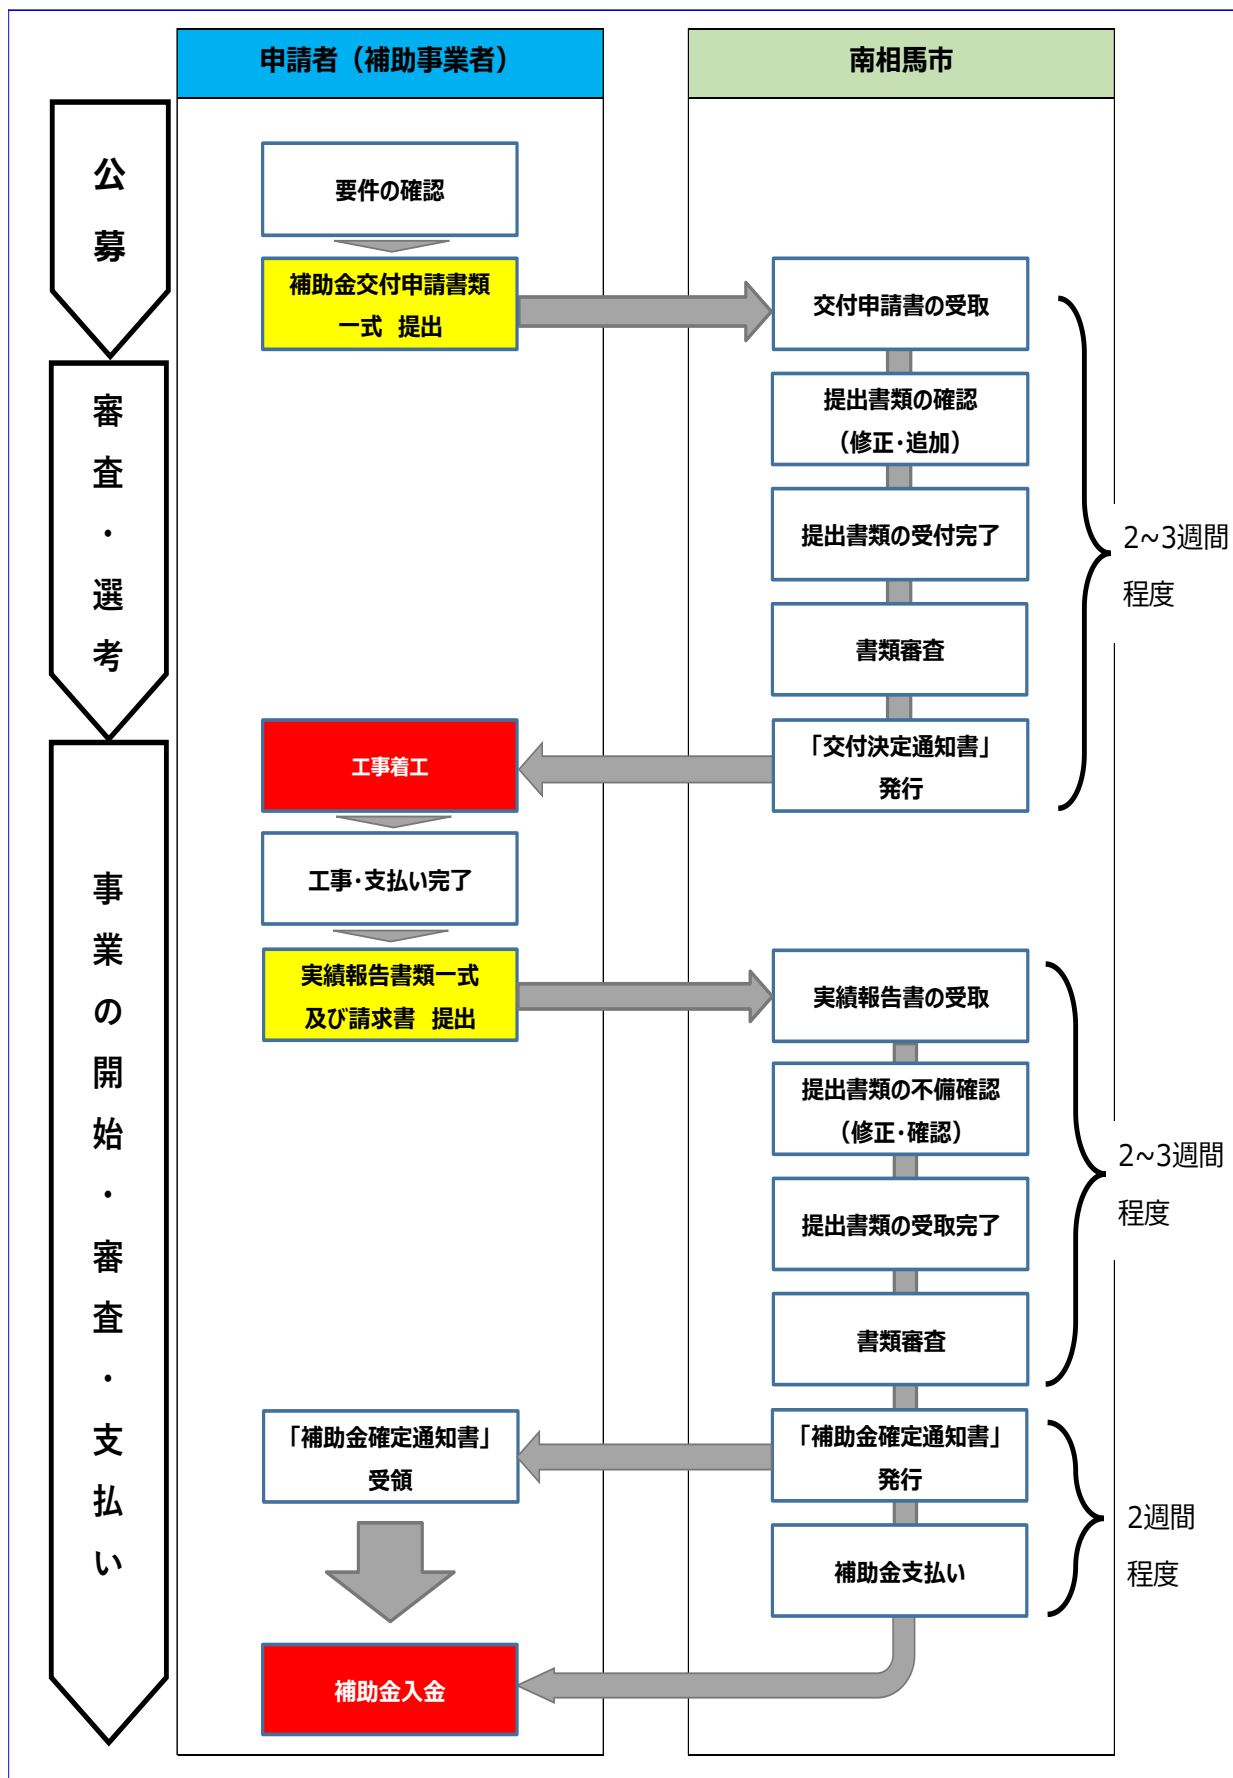 申請者（補助事業者）
南相馬市
公募
要件の確認
補助金交付申請書類
一式 提出
交付申請書の受取
審査・選考
提出書類の確認
（修正・追加）
提出書類の受付完了
2~3週間
程度
書類審査
「交付決定通知書」
発行
工事着工
事業の開始・審査・支払い
工事・支払い完了
実績報告書類一式
及び請求書 提出
実績報告書の受取
提出書類の不備確認
（修正・確認）
2~3週間
程度
提出書類の受取完了
書類審査
「補助金確定通知書」
発行
「補助金確定通知書」
受領
2週間
程度
補助金支払い
補助金入金